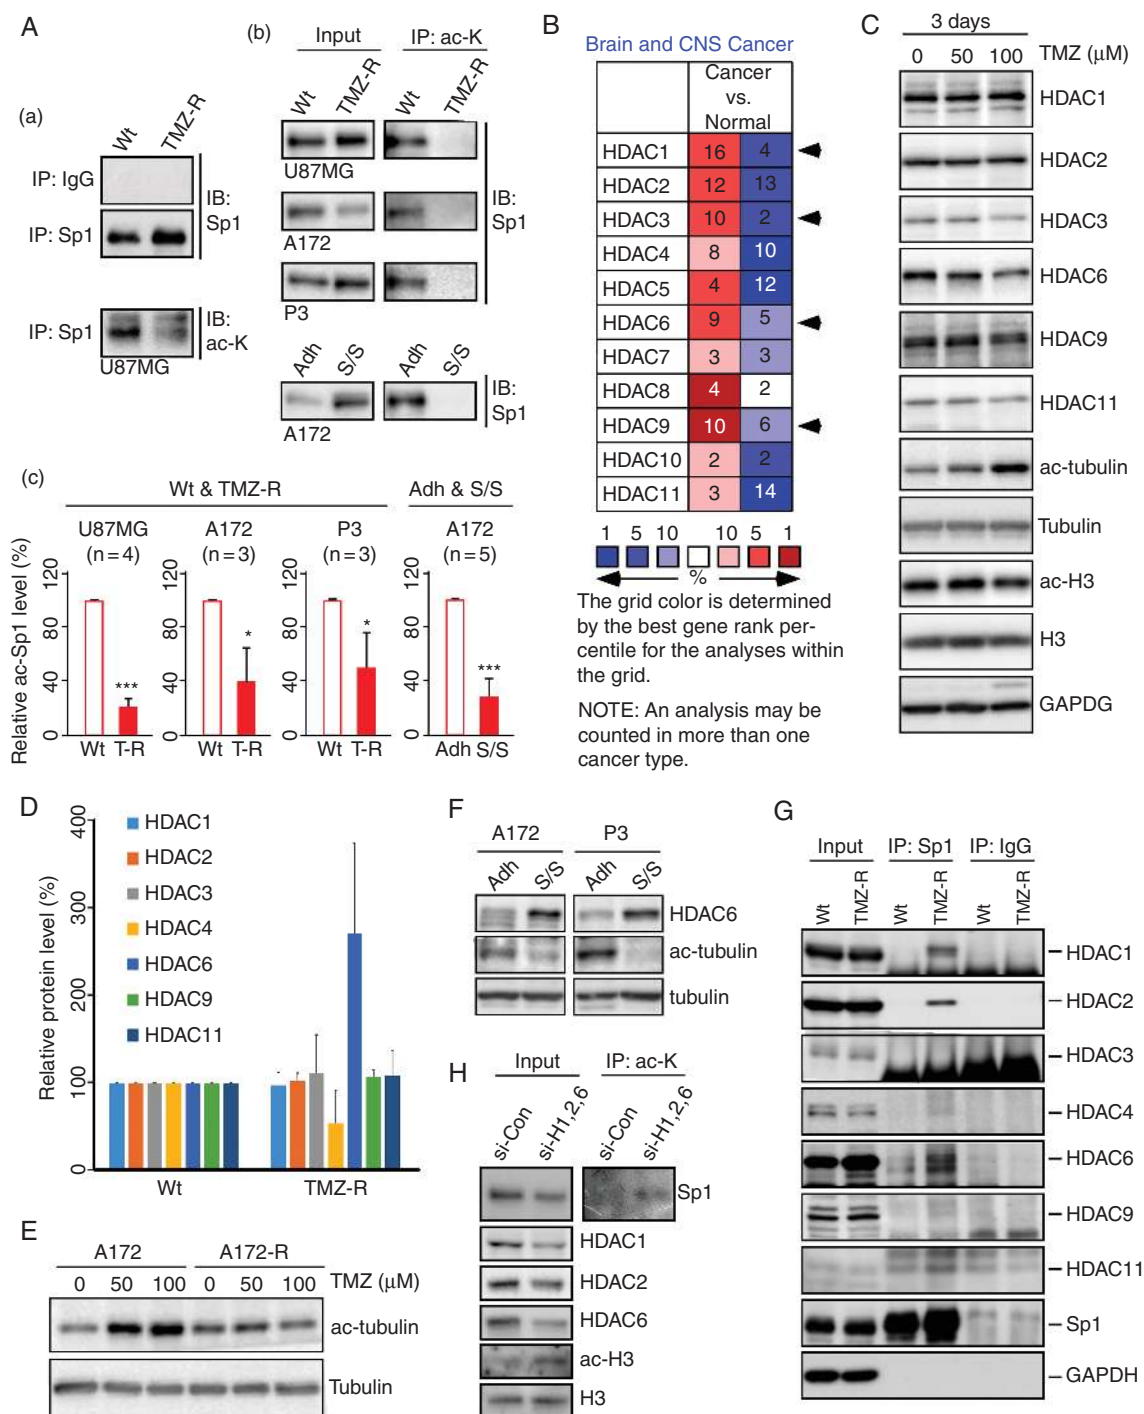 A
(a)
Wt
TMZ-R
IP: IgG
IP: Sp1
IB:
Sp1
IP: Sp1
IB:
ac-K
U87MG
(b)
Input
IP: ac-K
Wt
TMZ-R
Wt
TMZ-R
U87MG
A172
P3
IB:
Sp1
Adh
S/S
Adh
S/S
A172
IB:
Sp1
(c)
Wt & TMZ-R
Adh & S/S
U87MG
(n=4)
A172
(n=3)
P3
(n=3)
A172
(n=5)
Relative ac-Sp1 level (%)
120
80
40
0
***
Wt T-R
120
80
40
0
*
Wt T-R
120
80
40
0
*
Wt T-R
120
80
40
0
***
Adh S/S
B
Brain and CNS Cancer
Cancer
vs.
Normal
HDAC1 16 4
HDAC2 12 13
HDAC3 10 2
HDAC4 8 10
HDAC5 4 12
HDAC6 9 5
HDAC7 3 3
HDAC8 4 2
HDAC9 10 6
HDAC10 2 2
HDAC11 3 14
1 5 10 10 5 1
%
The grid color is determined
by the best gene rank per-
centile for the analyses within
the grid.
NOTE: An analysis may be
counted in more than one
cancer type.
C
3 days
0 50 100 TMZ (μM)
HDAC1
HDAC2
HDAC3
HDAC6
HDAC9
HDAC11
ac-tubulin
Tubulin
ac-H3
H3
GAPDG
D
Relative protein level (%)
400
300
200
100
0
HDAC1
HDAC2
HDAC3
HDAC4
HDAC6
HDAC9
HDAC11
Wt
TMZ-R
E
A172
A172-R
0 50 100 0 50 100 TMZ (μM)
ac-tubulin
Tubulin
F
A172
P3
Adh
S/S
Adh
S/S
HDAC6
ac-tubulin
tubulin
G
Input
IP: Sp1
IP: IgG
Wt
TMZ-R
Wt
TMZ-R
Wt
TMZ-R
HDAC1
HDAC2
HDAC3
HDAC4
HDAC6
HDAC9
HDAC11
Sp1
GAPDH
H
Input
IP: ac-K
si-Con
si-H1,2,6
si-Con
si-H1,2,6
Sp1
HDAC1
HDAC2
HDAC6
ac-H3
H3